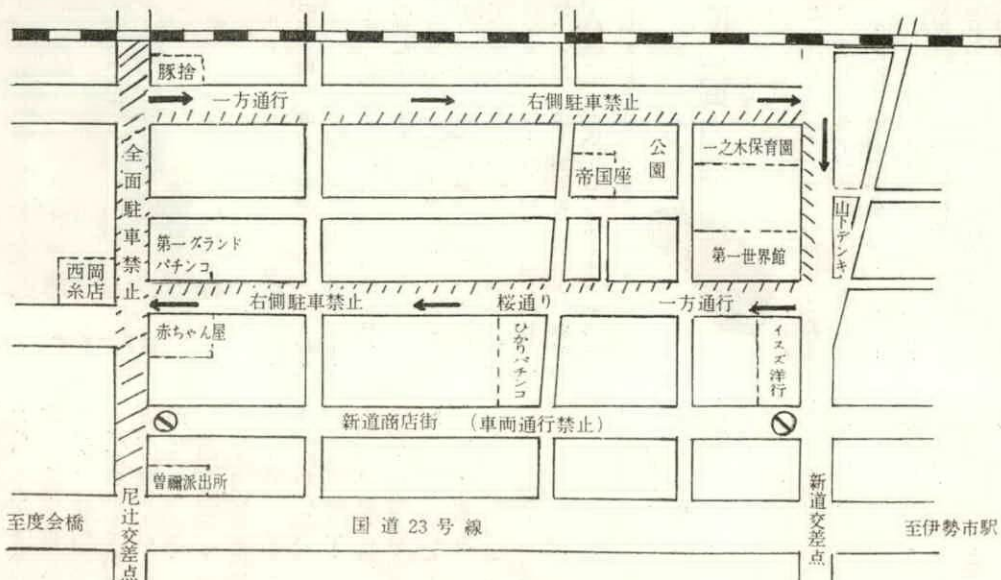 豚捨
一方通行
右側駐車禁止
全面駐車禁止
一之木保育園
公園
帝国座
山下デンキ
第一グランド
パチンコ
第一世界館
西岡
糸店
右側駐車禁止
桜通り
一方通行
赤ちゃん屋
ひかりパチンコ
イスズ洋行
新道商店街
(車両通行禁止)
曽禰派出所
尼辻交差点
新道交差点
至度会橋
国道23号線
至伊勢市駅